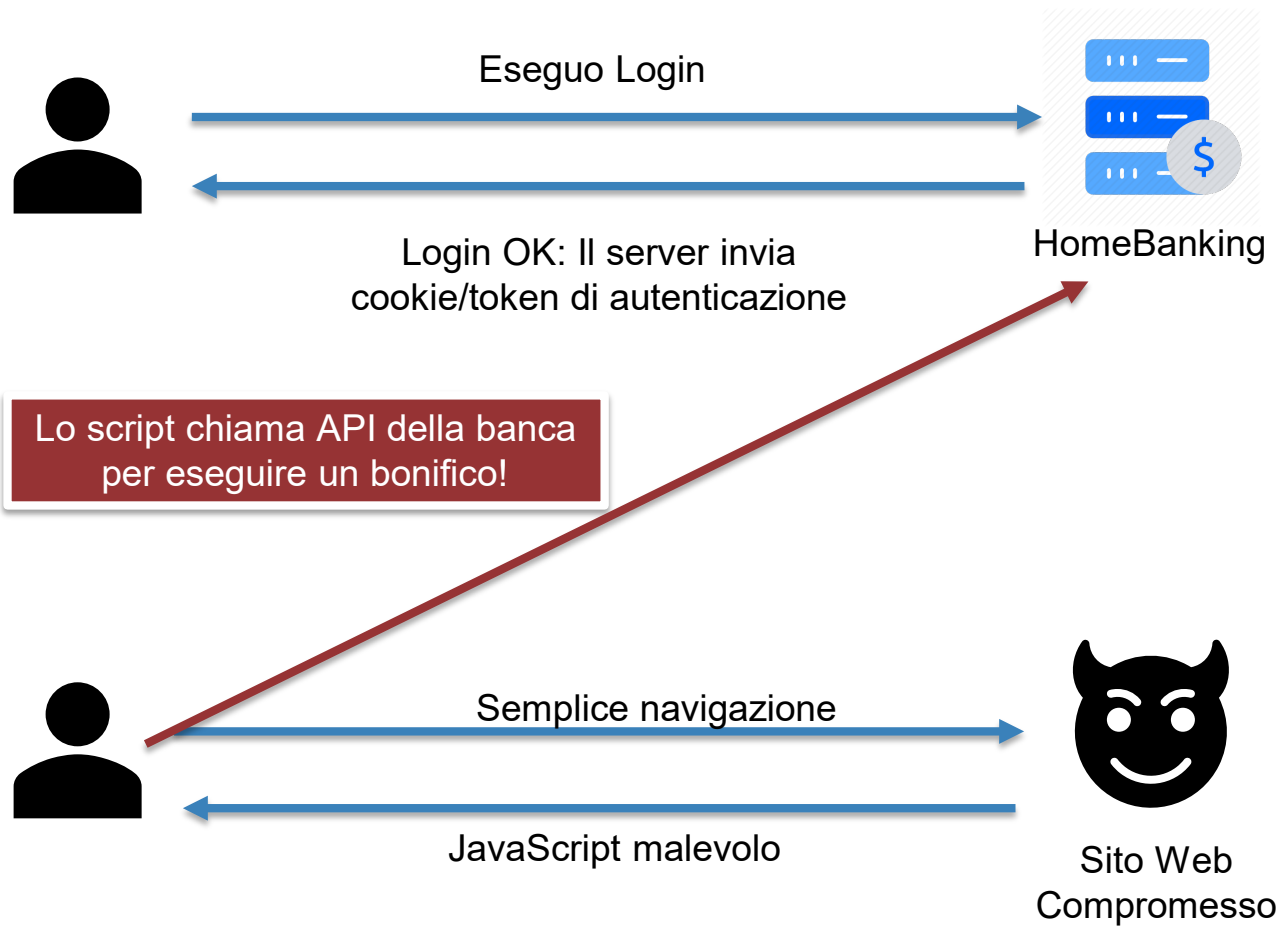 Eseguo Login
$
Login OK: Il server invia
cookie/token di autenticazione
HomeBanking
Lo script chiama API della banca
per eseguire un bonifico!
Semplice navigazione
JavaScript malevolo
Sito Web
Compromesso